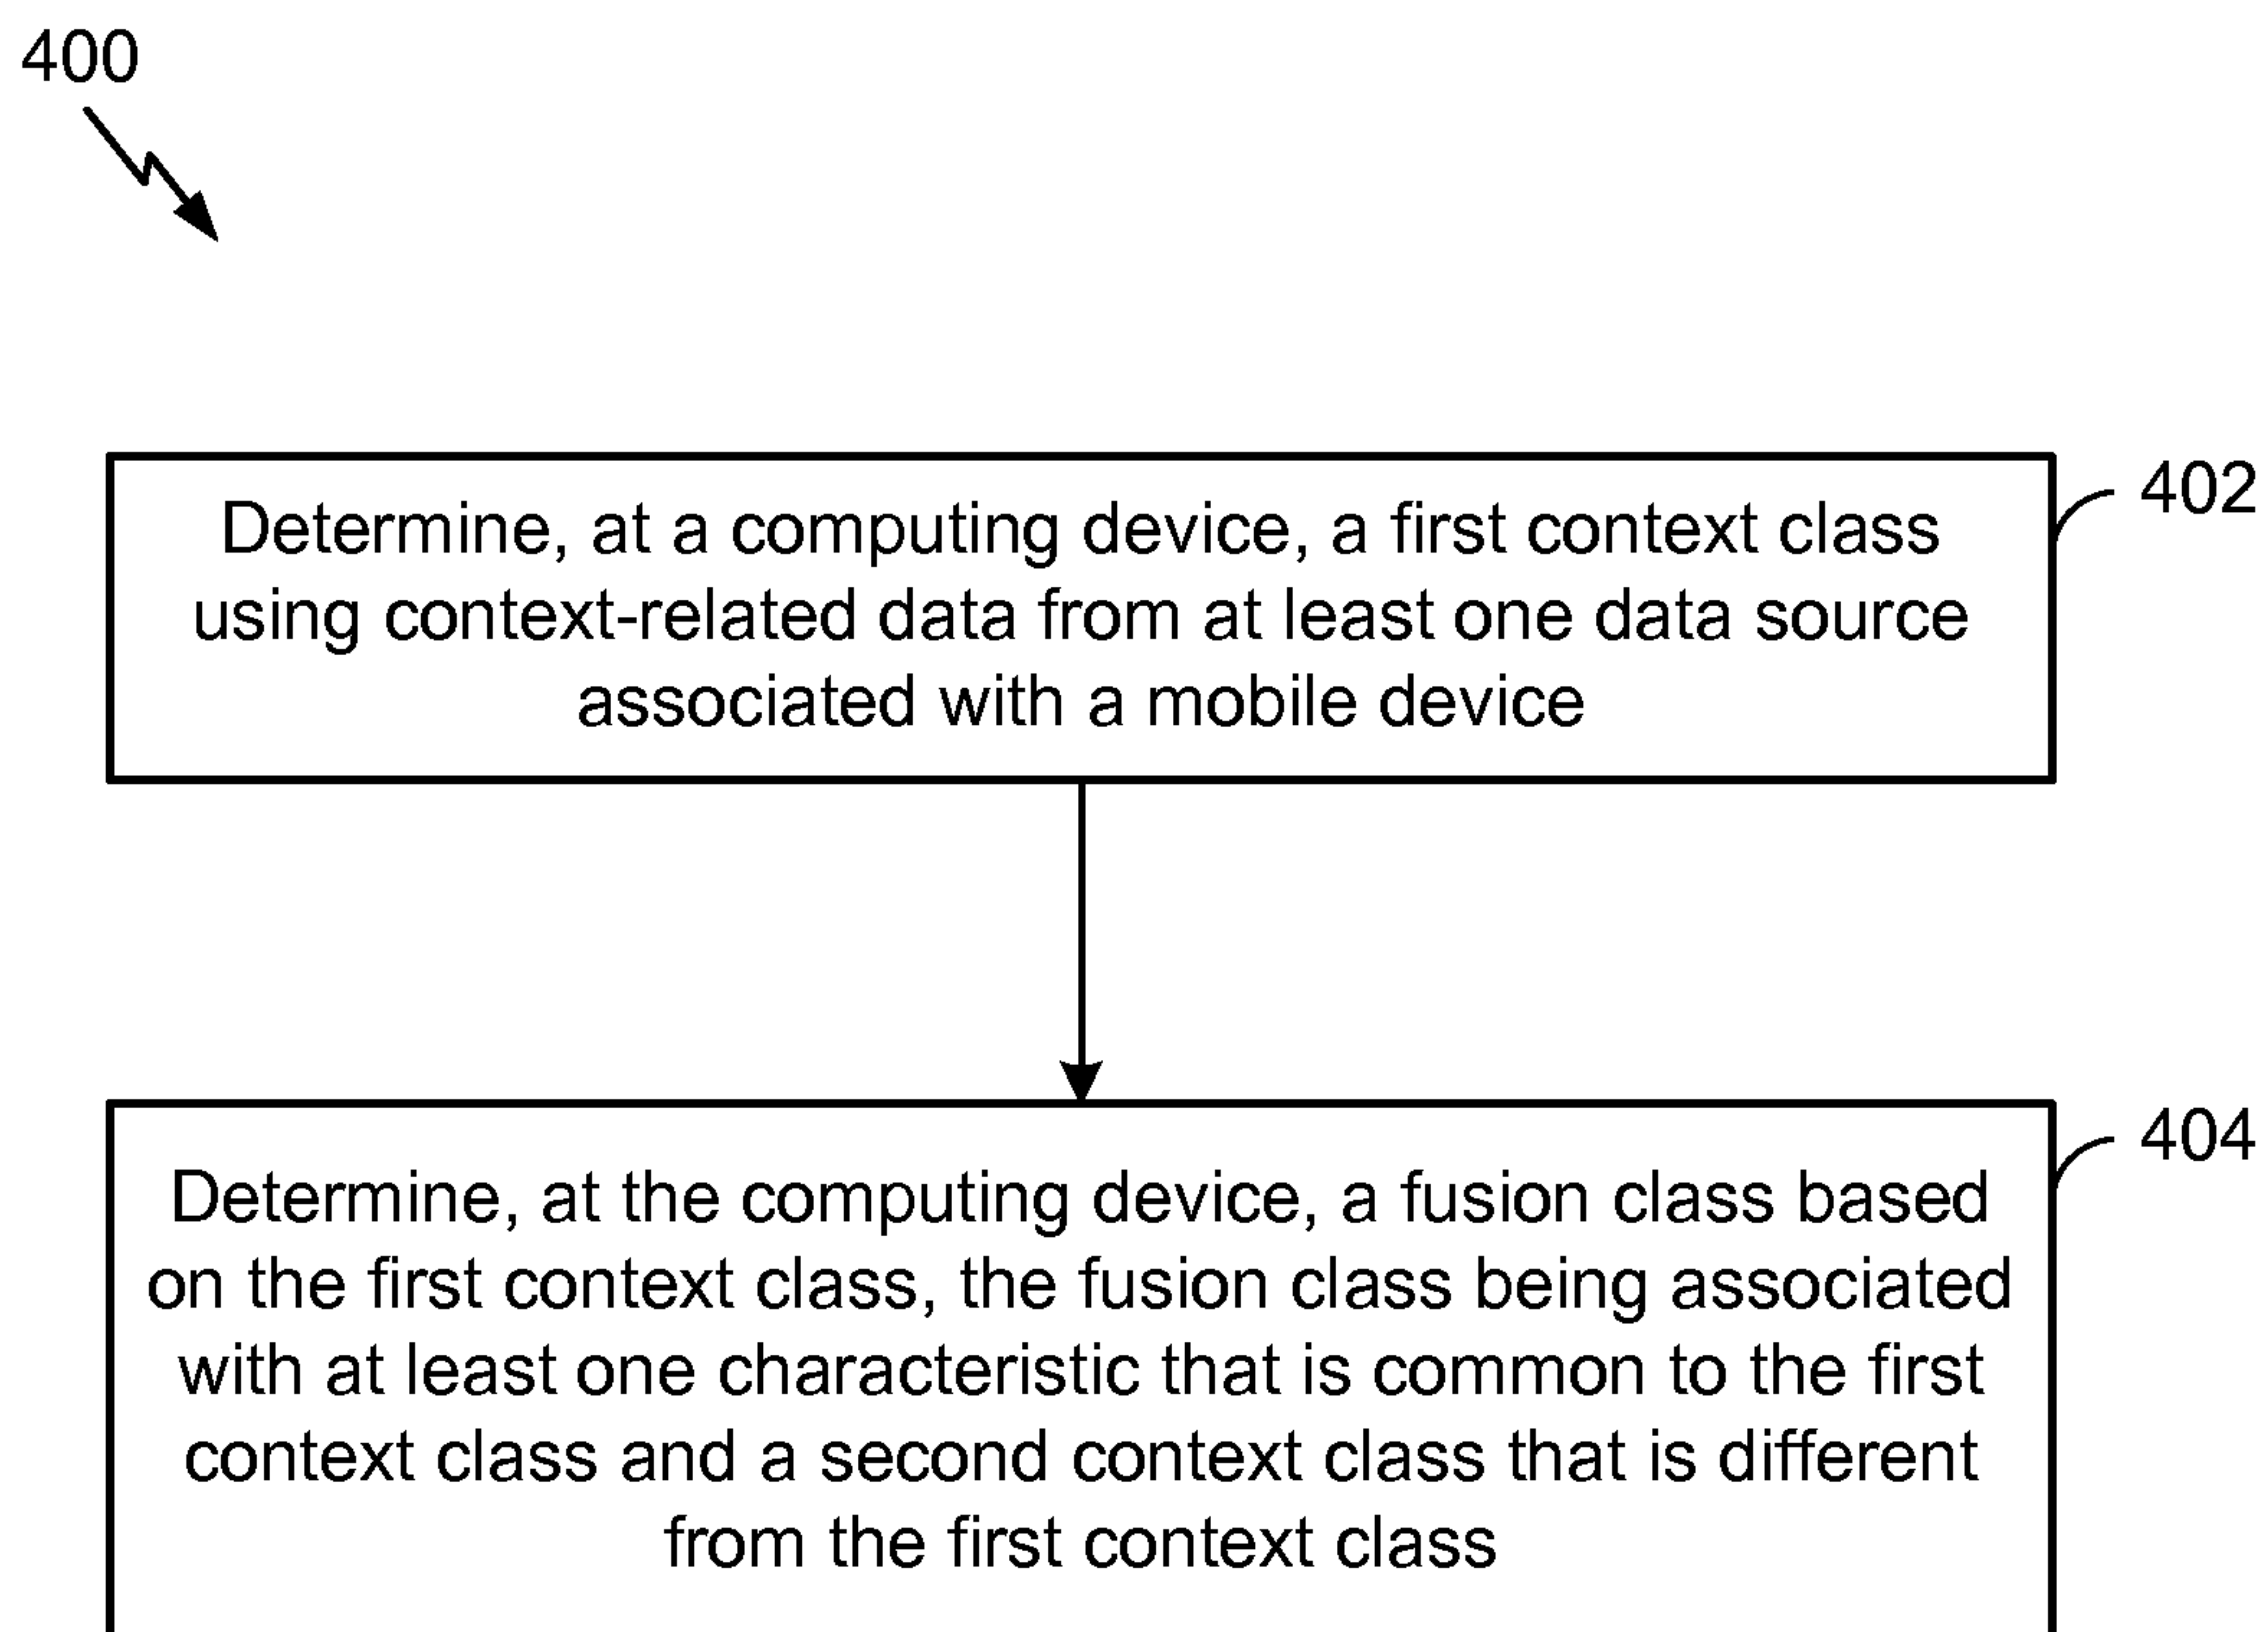 400
402
Determine, at a computing device, a first context class
using context-related data from at least one data source
associated with a mobile device
404
Determine, at the computing device, a fusion class based
on the first context class, the fusion class being associated
with at least one characteristic that is common to the first
context class and a second context class that is different
from the first context class